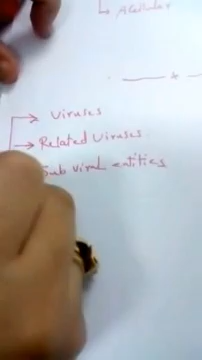 ↳ Acellular
Viruses
Related Viruses.
Sub viral entities